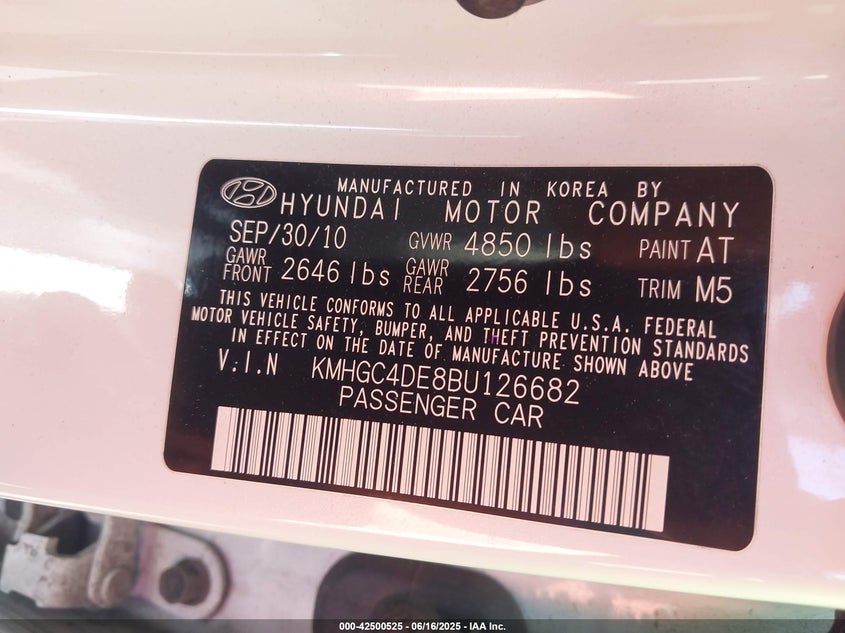 MANUFACTURED IN KOREA BY
HYUNDAI MOTOR COMPANY
SEP/30/10 GVWR 4850 lbs PAINT AT
GAWR FRONT 2646 lbs GAWR REAR 2756 lbs TRIM M5
THIS VEHICLE CONFORMS TO ALL APPLICABLE U.S.A. FEDERAL
MOTOR VEHICLE SAFETY, BUMPER, AND THEFT PREVENTION STANDARDS
IN EFFECT ON THE DATE OF MANUFACTURE SHOWN ABOVE
V.I.N KMHGC4DE8BU126682
PASSENGER CAR
000-42500525 - 06/16/2025 - IAA Inc.